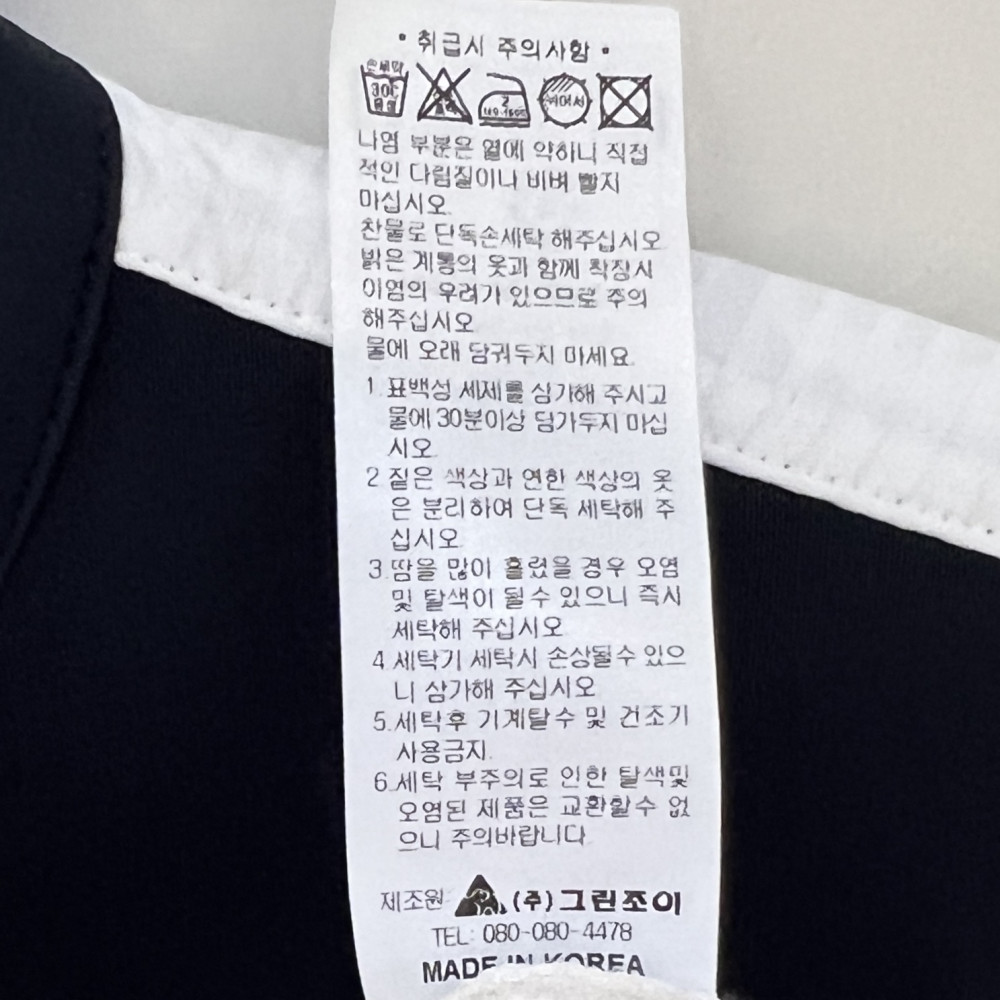 • 취급시 주의사항 •
손세탁
30℃
중성
염소
2
140-160℃
드라이
나염 부분은 열에 약하니 직접
적인 다림질이나 비벼 빨지
마십시오.
찬물로 단독손세탁 해주십시오
밝은 계통의 옷과 함께 착장시
이염의 우려가 있으므로 주의
해주십시오
물에 오래 담궈두지 마세요.
1. 표백성 세제를 삼가해 주시고
물에 30분이상 담가두지 마십
시오.
2 짙은 색상과 연한 색상의 옷
은 분리하여 단독 세탁해 주
십시오
3.땀을 많이 흘렸을 경우 오염
및 탈색이 될수 있으니 즉시
세탁해 주십시오
4 세탁기 세탁시 손상될수 있으
니 삼가해 주십시오
5.세탁후 기계탈수 및 건조기
사용금지.
6.세탁 부주의로 인한 탈색및
오염된 제품은 교환할수 없
으니 주의바랍니다
제조원 (주)그린조이
TEL: 080-080-4478
MADE IN KOREA